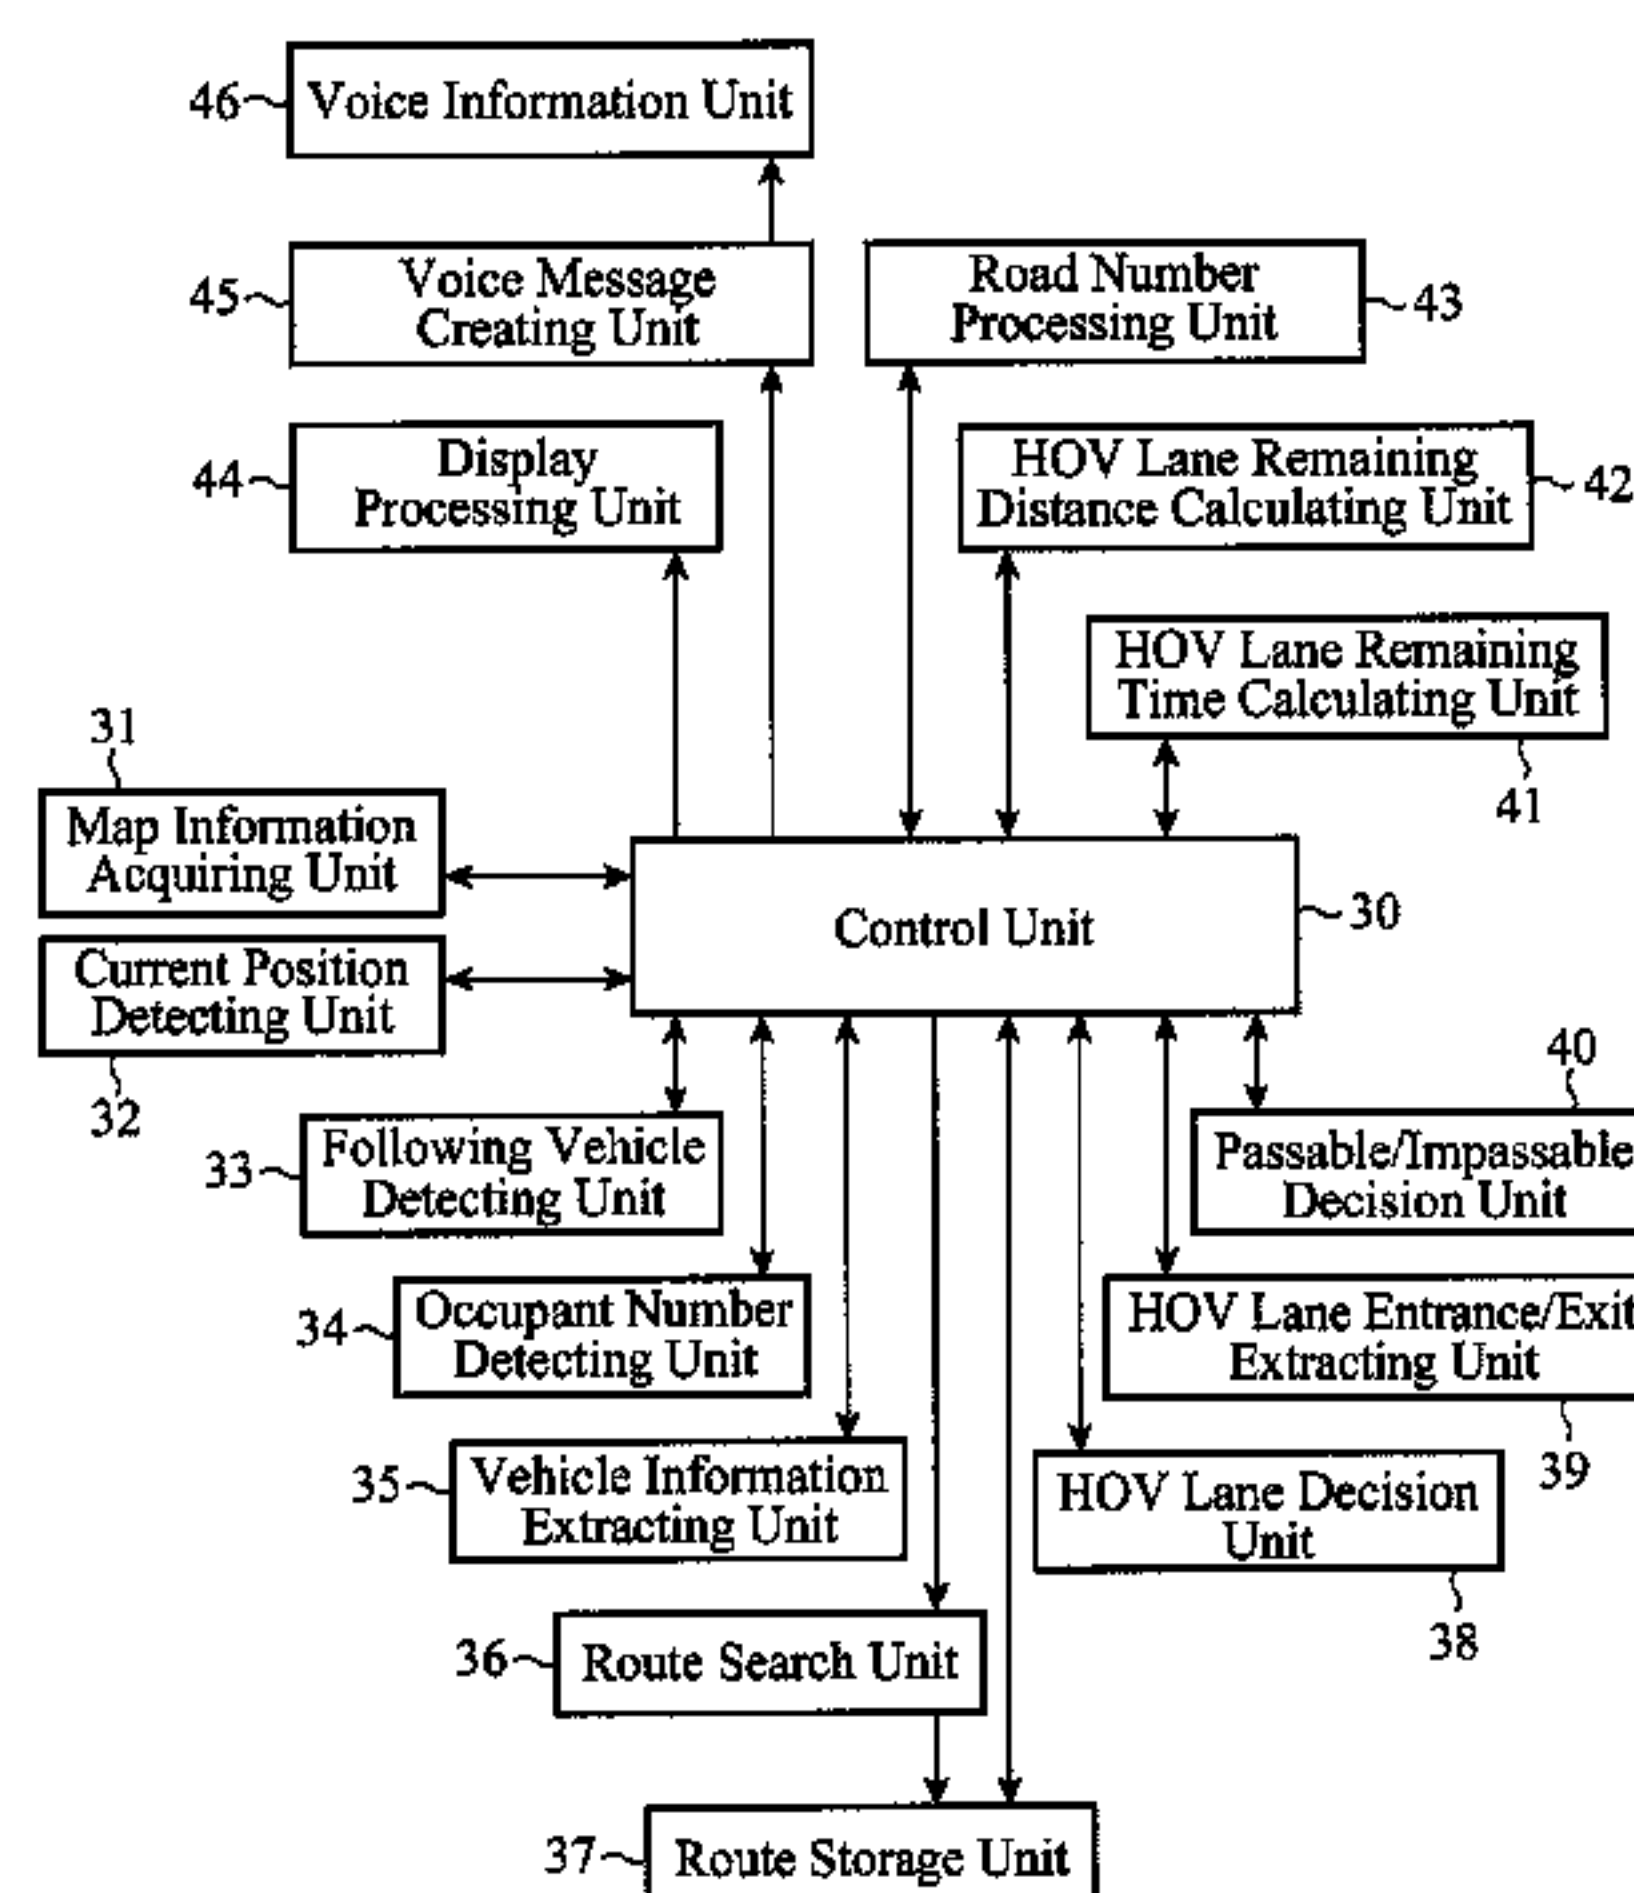 46
Voice Information Unit
45
Voice Message
Creating Unit
Road Number
Processing Unit
43
44
Display
Processing Unit
HOV Lane Remaining
Distance Calculating Unit
42
HOV Lane Remaining
Time Calculating Unit
41
31
Map Information
Acquiring Unit
Control Unit
30
Current Position
Detecting Unit
32
40
33
Following Vehicle
Detecting Unit
Passable/Impassable
Decision Unit
34
Occupant Number
Detecting Unit
HOV Lane Entrance/Exit
Extracting Unit
39
35
Vehicle Information
Extracting Unit
HOV Lane Decision
Unit
38
36
Route Search Unit
37
Route Storage Unit